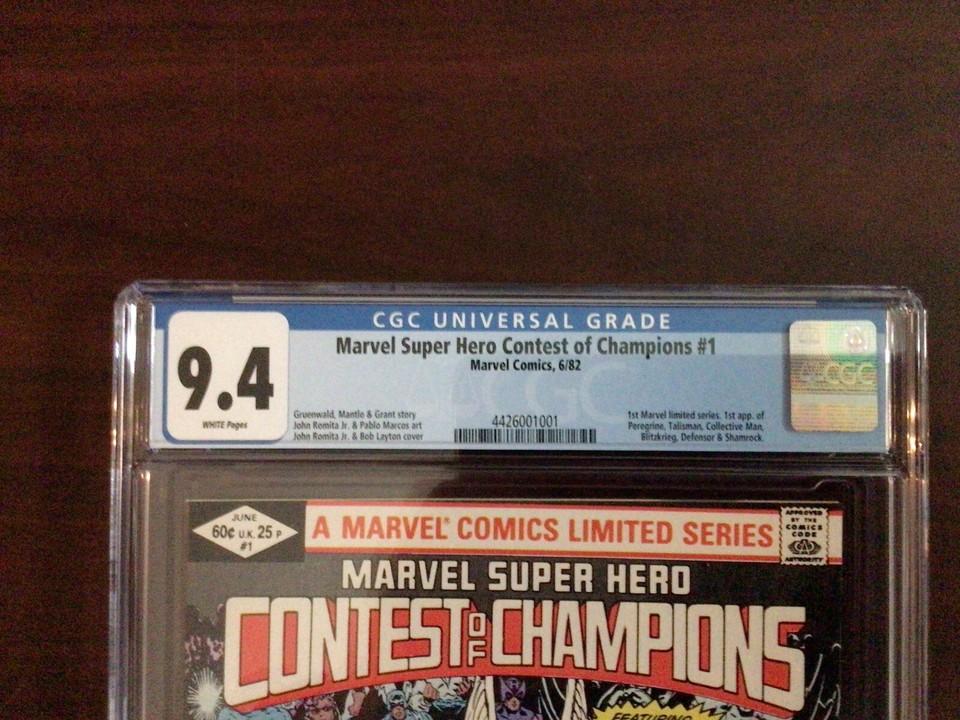 CGC UNIVERSAL GRADE
Marvel Super Hero Contest of Champions #1
Marvel Comics, 6/82
9.4
WHITE Pages
Gruenwald, Mantle & Grant story
John Romita Jr. & Pablo Marcos art
John Romita Jr. & Bob Layton cover
4426001001
1st Marvel limited series. 1st app. of
Peregrine, Talisman, Collective Man,
Blitzkrieg, Defensor & Shamrock.
CGC
CGC
JUNE
60¢ U.K. 25 P
#1
A MARVEL® COMICS LIMITED SERIES
APPROVED
BY THE
COMICS
CODE
AUTHORITY
MARVEL SUPER HERO
CONTEST OF CHAMPIONS
FEATURING